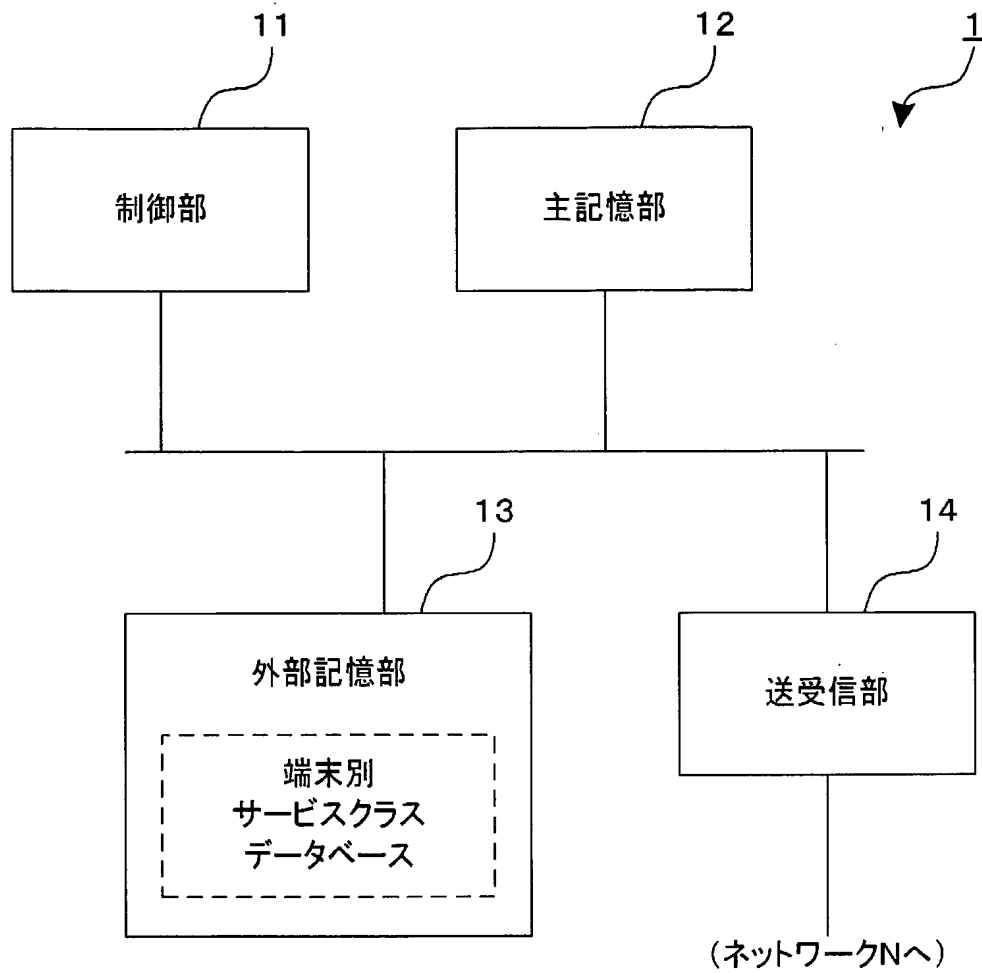 11
12
1
制御部
主記憶部
13
14
外部記憶部
端末別
サービスクラス
データベース
送受信部
(ネットワークNへ)